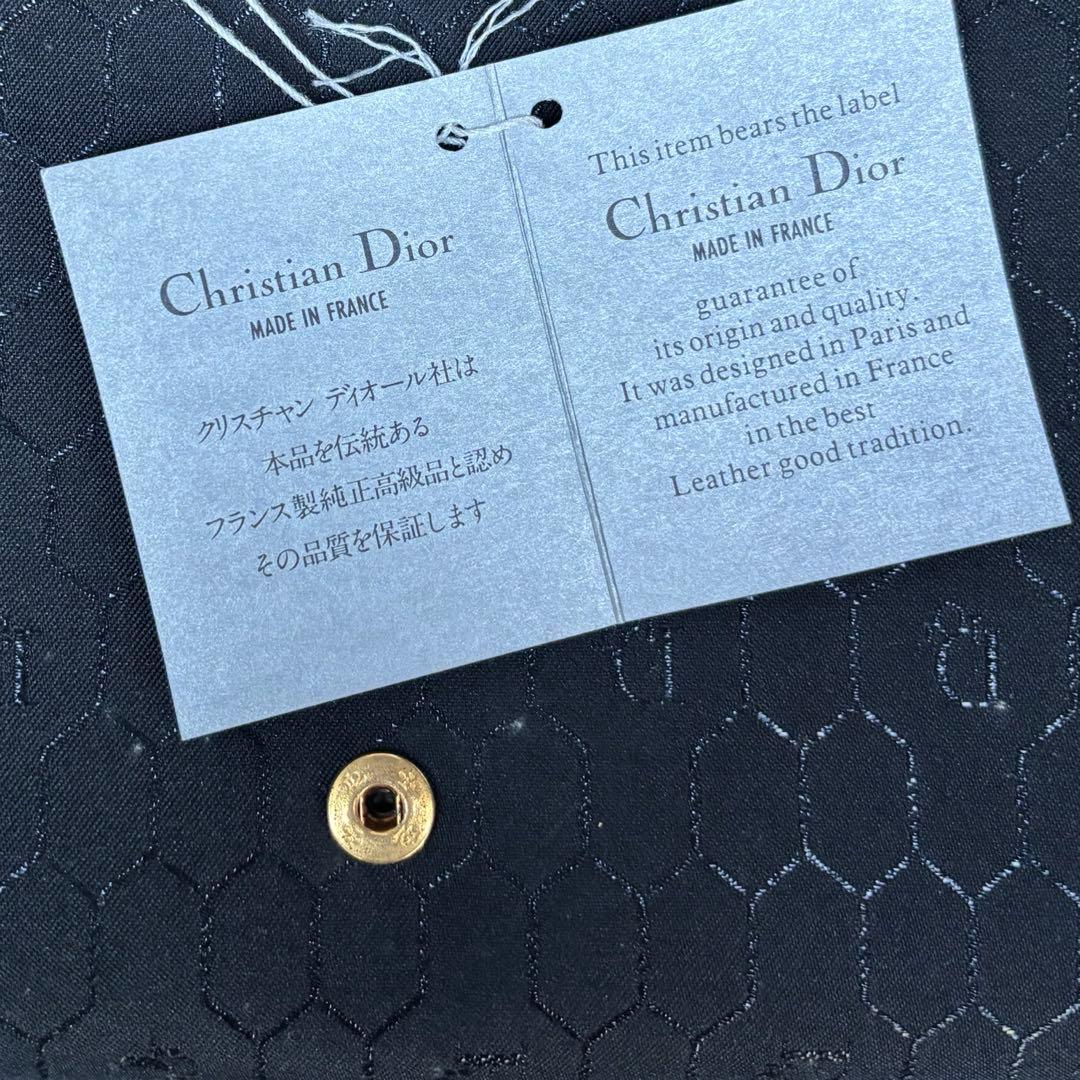 Christian Dior
MADE IN FRANCE
クリスチャン ディオール社は
本品を伝統ある
フランス製純正高級品と認め
その品質を保証します
This item bears the label
Christian Dior
MADE IN FRANCE
guarantee of
its origin and quality.
It was designed in Paris and
manufactured in France
in the best
Leather good tradition.